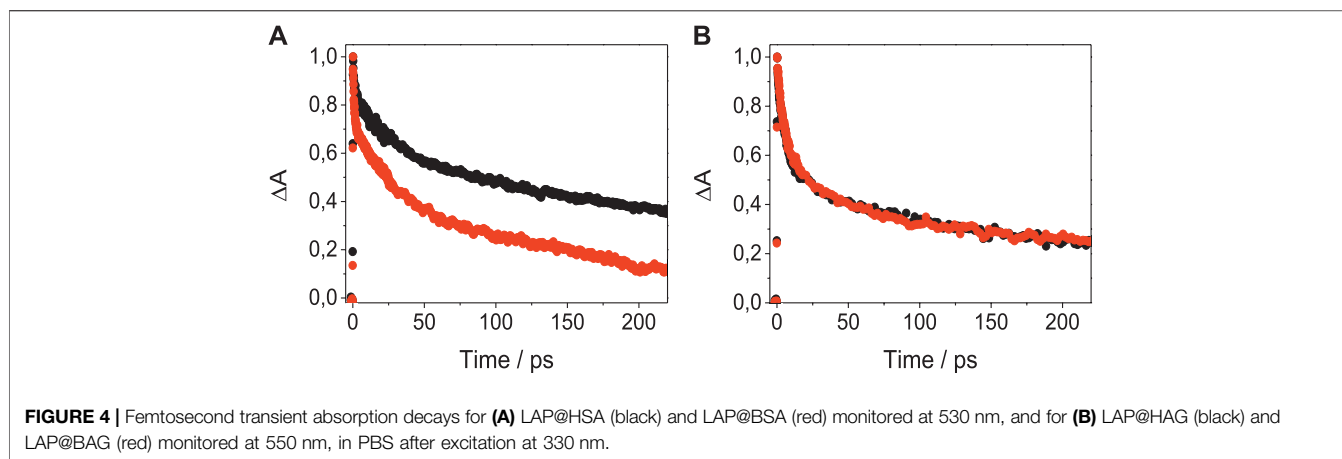 A
B
1,0
0,8
0,6
0,4
0,2
0,0
ΔA
0 50 100 150 200
Time / ps
1,0
0,8
0,6
0,4
0,2
0,0
ΔA
0 50 100 150 200
Time / ps
FIGURE 4 | Femtosecond transient absorption decays for (A) LAP@HSA (black) and LAP@BSA (red) monitored at 530 nm, and for (B) LAP@HAG (black) and
LAP@BAG (red) monitored at 550 nm, in PBS after excitation at 330 nm.